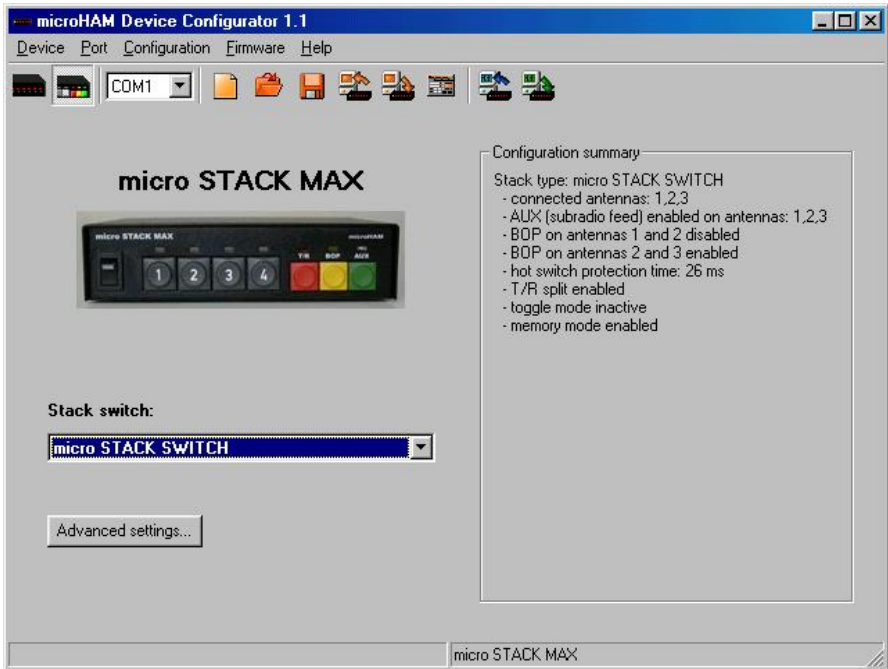 microHAM Device Configurator 1.1
Device Port Configuration Firmware Help
COM1
micro STACK MAX
micro STACK MAX
microHAM
T/R BOP AUX
1 2 3 4
Stack switch:
micro STACK SWITCH
Advanced settings...
Configuration summary
Stack type: micro STACK SWITCH
- connected antennas: 1,2,3
- AUX (subradio feed) enabled on antennas: 1,2,3
- BOP on antennas 1 and 2 disabled
- BOP on antennas 2 and 3 enabled
- hot switch protection time: 26 ms
- T/R split enabled
- toggle mode inactive
- memory mode enabled
micro STACK MAX